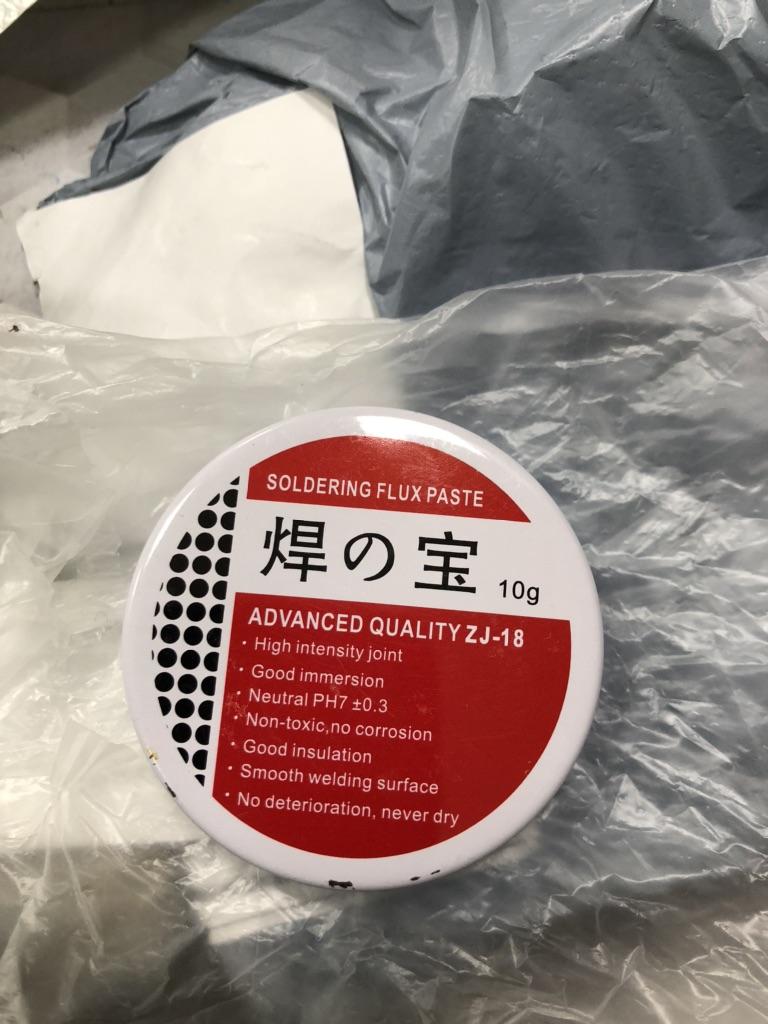 SOLDERING FLUX PASTE
焊の宝 10g
ADVANCED QUALITY ZJ-18
· High intensity joint
· Good immersion
· Neutral PH7 ±0.3
· Non-toxic,no corrosion
· Good insulation
· Smooth welding surface
· No deterioration, never dry